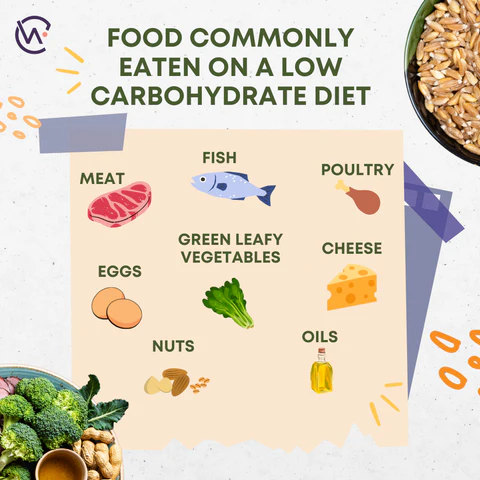 FOOD COMMONLY
EATEN ON A LOW
CARBOHYDRATE DIET
FISH
MEAT
POULTRY
GREEN LEAFY
VEGETABLES
CHEESE
EGGS
NUTS
OILS